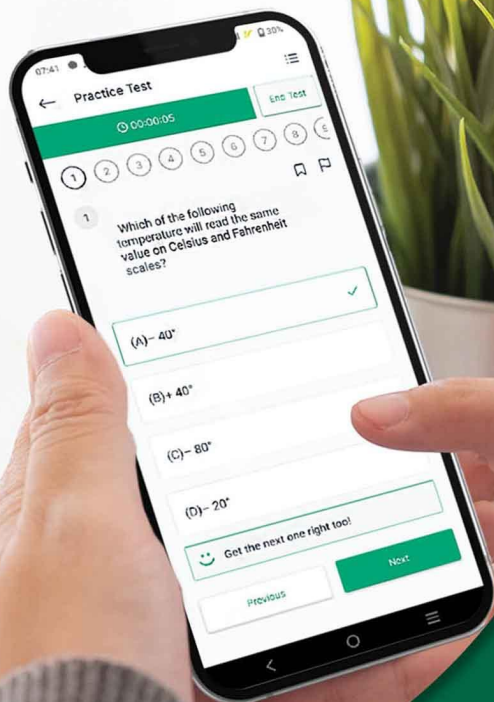 07:41
30%
← Practice Test
00:00:05
End Test
1 2 3 4 5 6 7 8
1
Which of the following
temperature will read the same
value on Celsius and Fahrenheit
scales?
(A)– 40°
(B)+ 40°
(C)– 80°
(D)– 20°
Get the next one right too!
Previous
Next